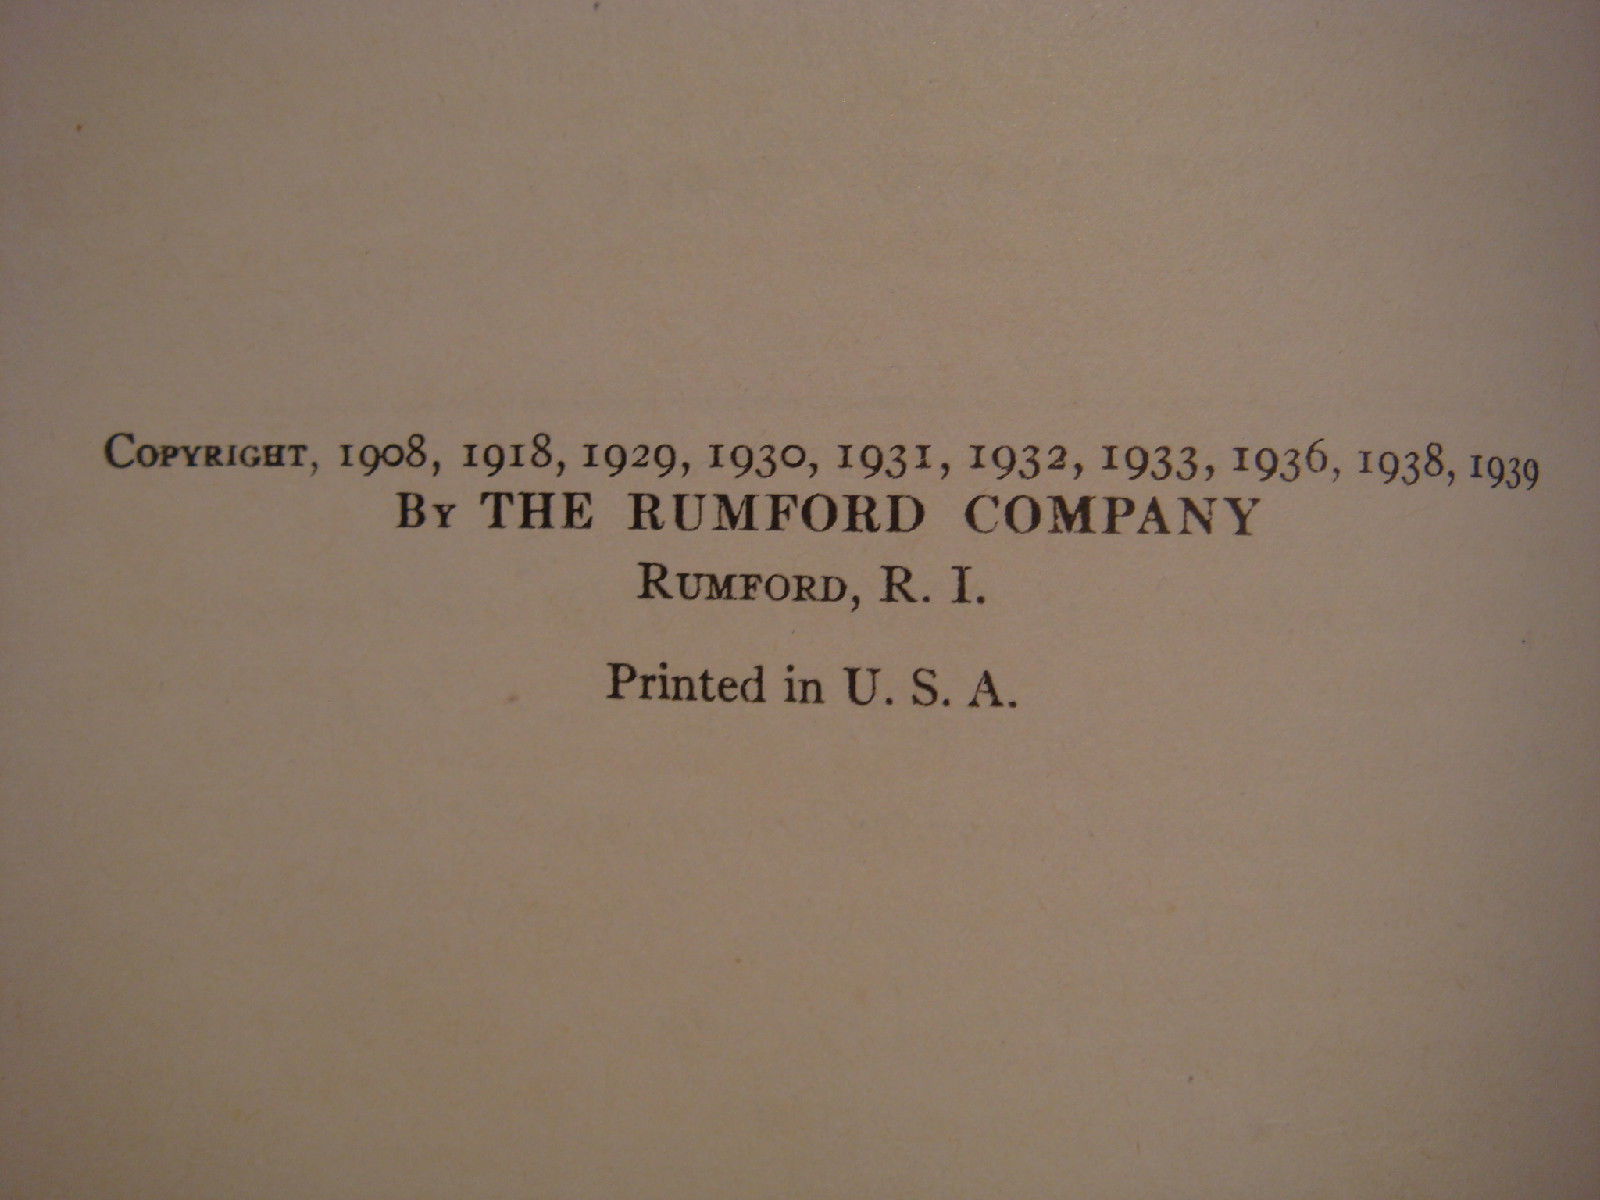 Copyright, 1908, 1918, 1929, 1930, 1931, 1932, 1933, 1936, 1938, 1939
By THE RUMFORD COMPANY
Rumford, R. I.
Printed in U. S. A.